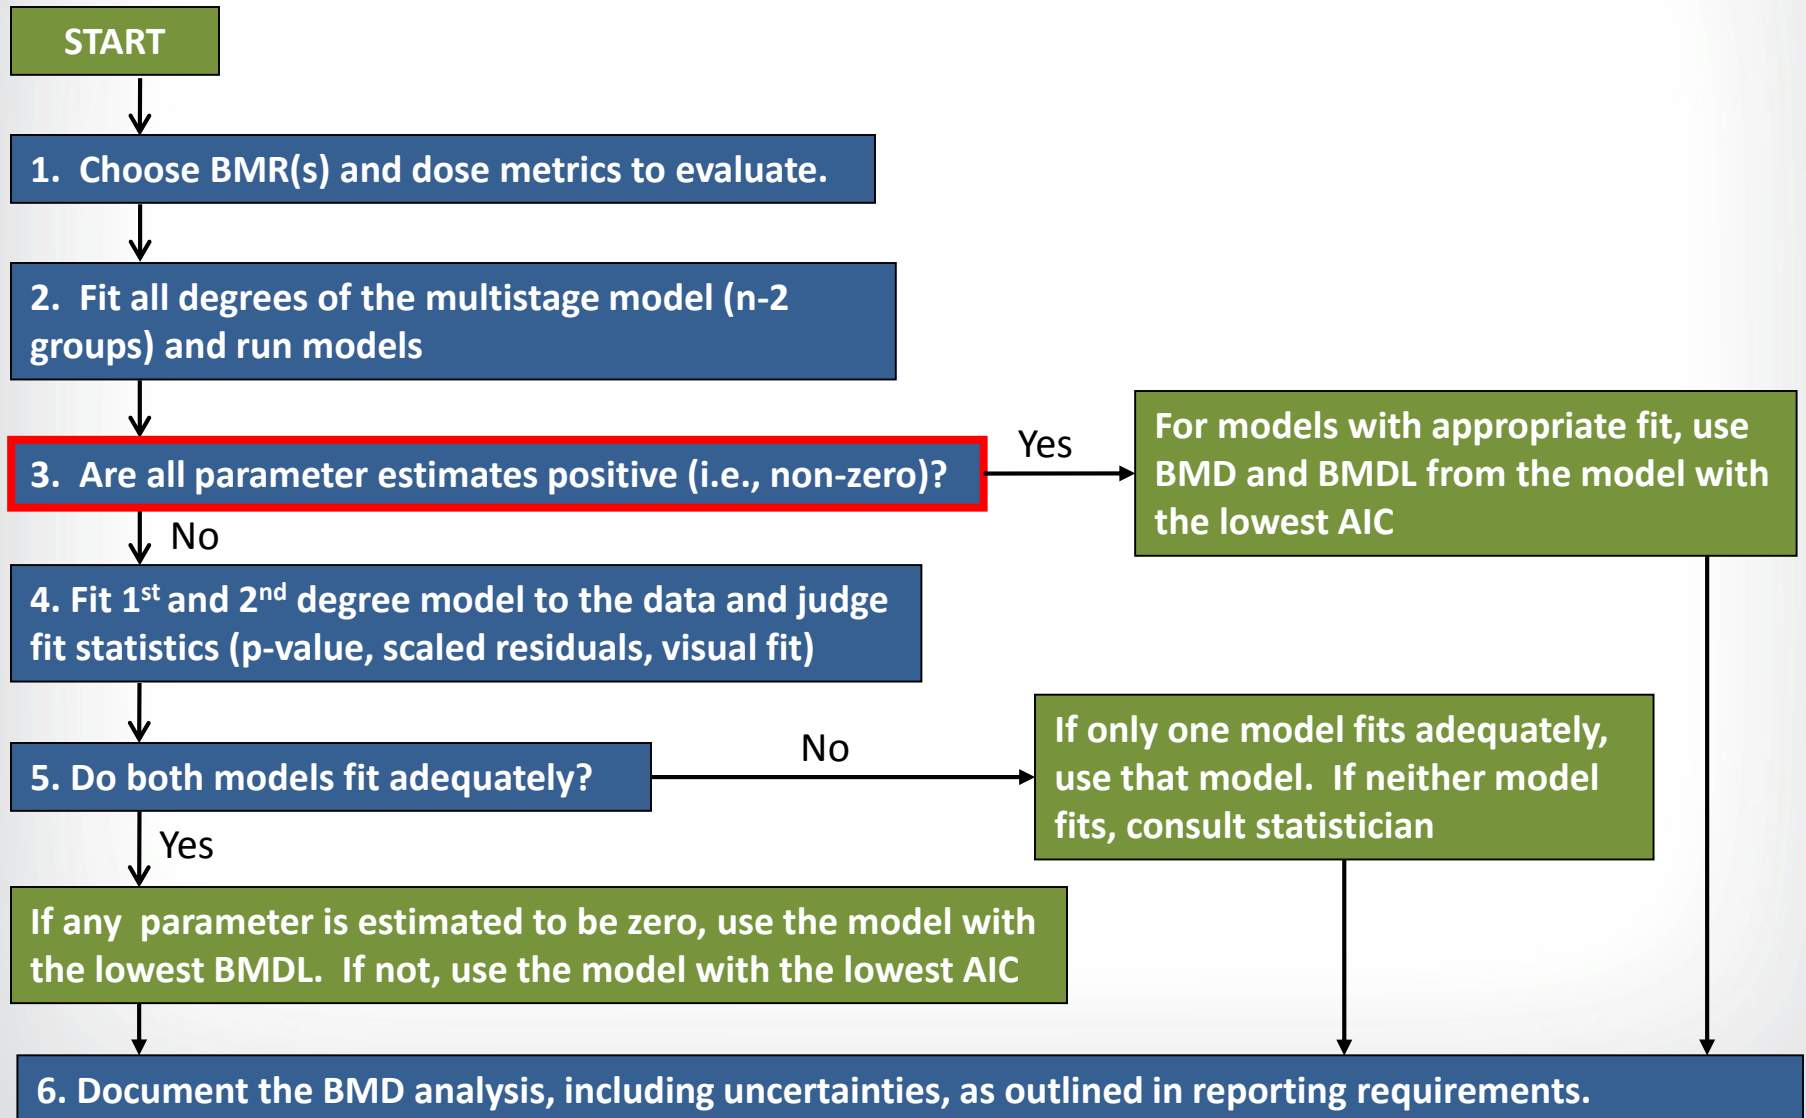 START
1. Choose BMR(s) and dose metrics to evaluate.
2. Fit all degrees of the multistage model (n-2
groups) and run models
3. Are all parameter estimates positive (i.e., non-zero)?
Yes
For models with appropriate fit, use
BMD and BMDL from the model with
the lowest AIC
No
4. Fit 1st and 2nd degree model to the data and judge
fit statistics (p-value, scaled residuals, visual fit)
5. Do both models fit adequately?
No
If only one model fits adequately,
use that model. If neither model
fits, consult statistician
Yes
If any parameter is estimated to be zero, use the model with
the lowest BMDL. If not, use the model with the lowest AIC
6. Document the BMD analysis, including uncertainties, as outlined in reporting requirements.